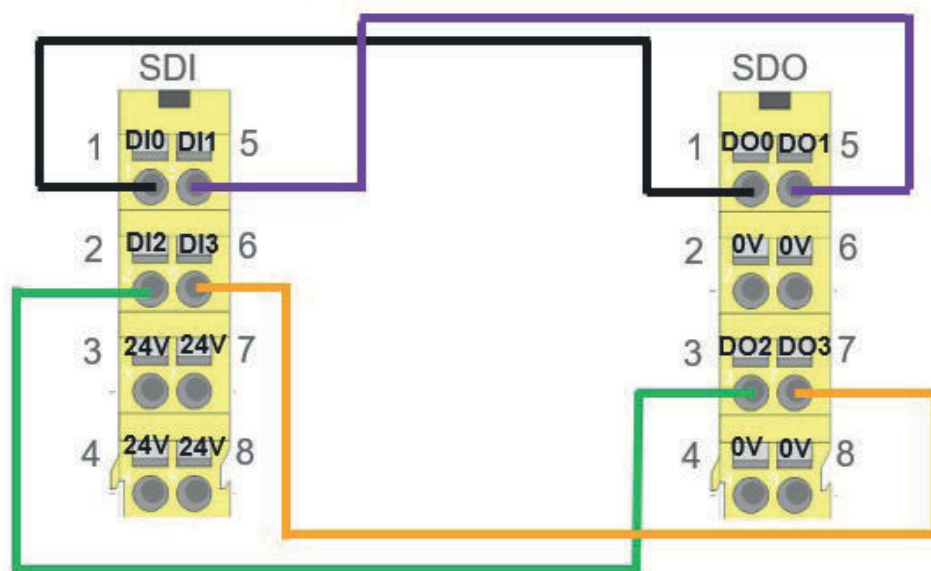 SDI SDO
1 DI0 DI1 5 1 DO0 DO1 5
2 DI2 DI3 6 2 0V 0V 6
3 24V 24V 7 3 DO2 DO3 7
4 24V 24V 8 4 0V 0V 8